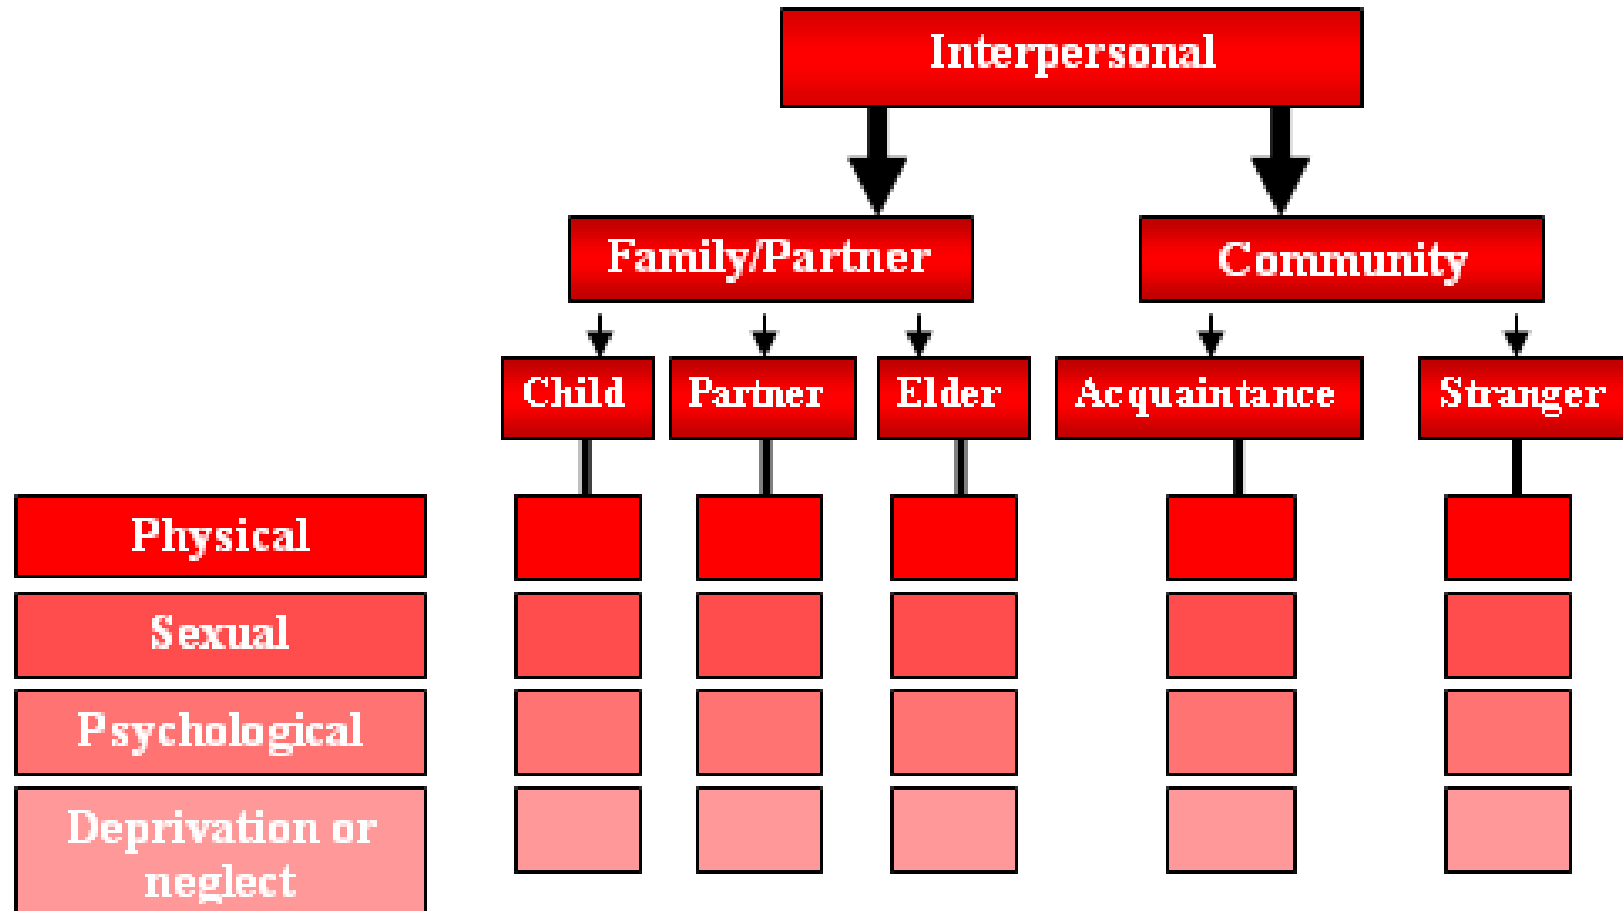 Interpersonal
Family/Partner
Community
Child
Partner
Elder
Acquaintance
Stranger
Physical
Sexual
Psychological
Deprivation or
neglect